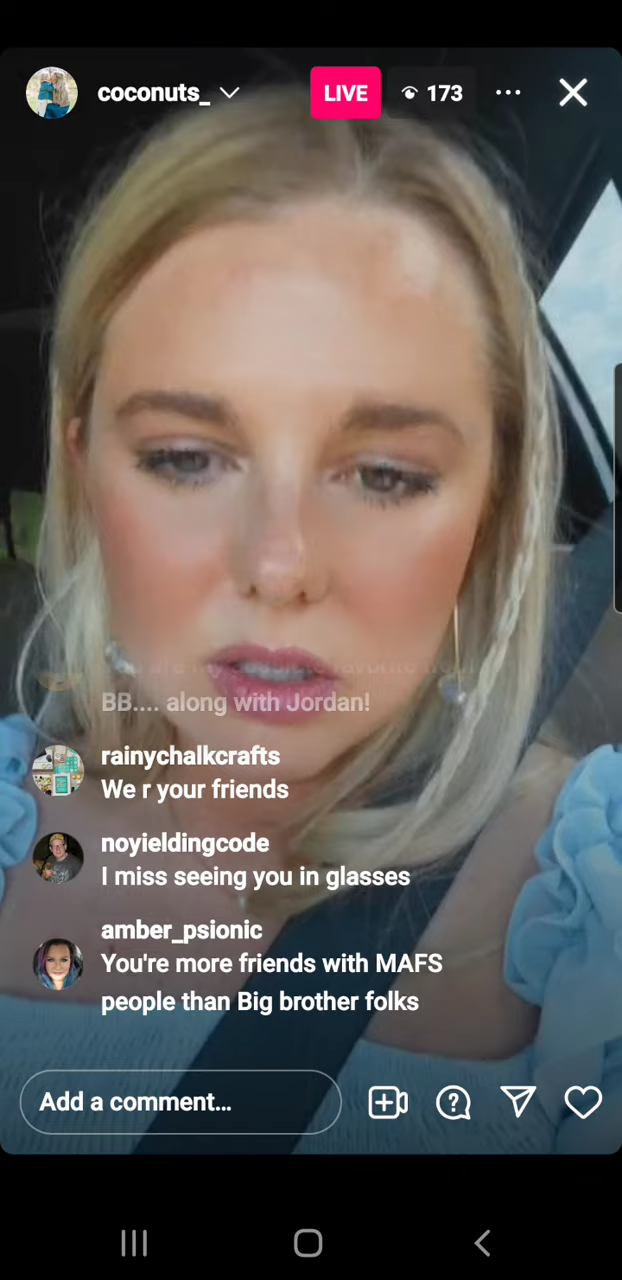 coconuts_
LIVE
173
BB.... along with Jordan!
rainychalkcrafts
We r your friends
noyieldingcode
I miss seeing you in glasses
amber_psionic
You're more friends with MAFS
people than Big brother folks
Add a comment...